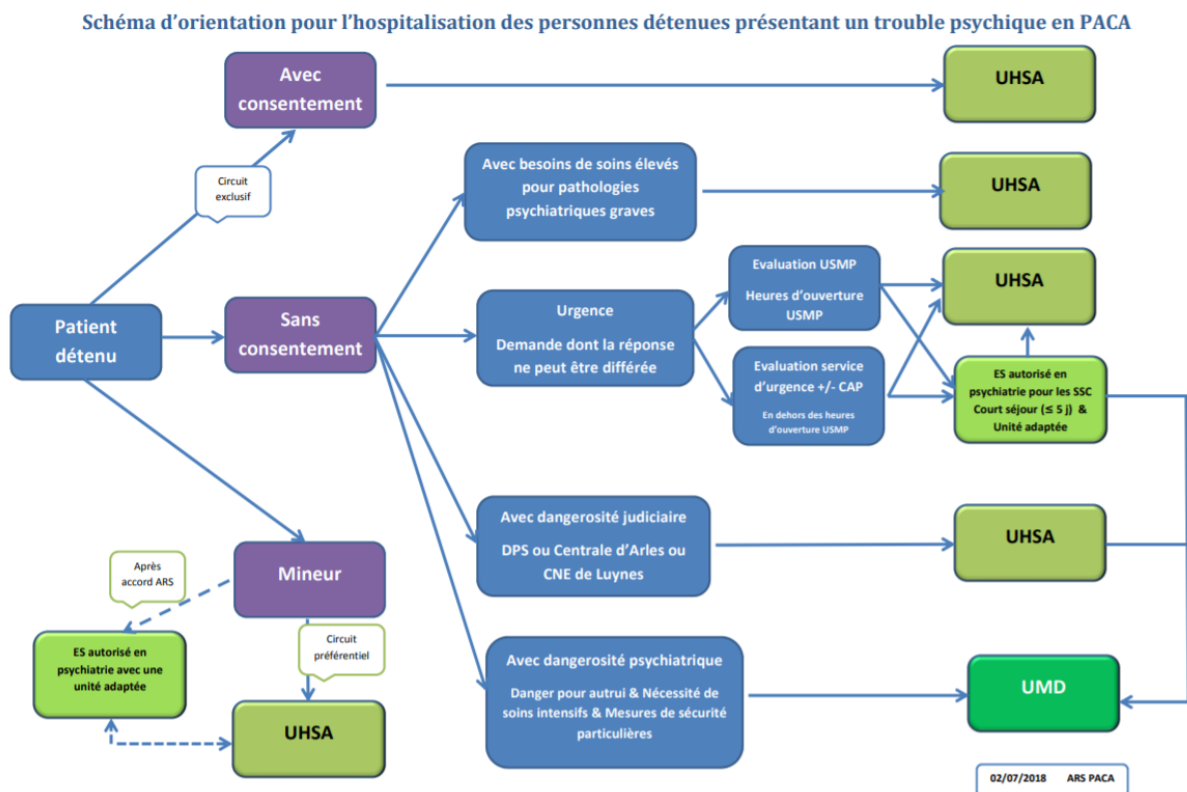 Schéma d'orientation pour l'hospitalisation des personnes détenues présentant un trouble psychique en PACA
Avec
consentement
UHSA
Circuit
exclusif
Avec besoins de soins élevés
pour pathologies
psychiatriques graves
UHSA
Patient
détenu
Sans
consentement
Urgence
Demande dont la réponse
ne peut être différée
Evaluation USMP
Heures d'ouverture
USMP
UHSA
Evaluation service
d'urgence +/- CAP
En dehors des heures
d'ouverture USMP
ES autorisé en
psychiatrie pour les SSC
Court séjour (≤ 5 j) &
Unité adaptée
Avec dangerosité judiciaire
DPS ou Centrale d'Arles ou
CNE de Luynes
UHSA
Mineur
Après
accord ARS
Circuit
préférentiel
ES autorisé en
psychiatrie avec une
unité adaptée
UHSA
Avec dangerosité psychiatrique
Danger pour autrui & Nécessité de
soins intensifs & Mesures de sécurité
particulières
UMD
02/07/2018 ARS PACA